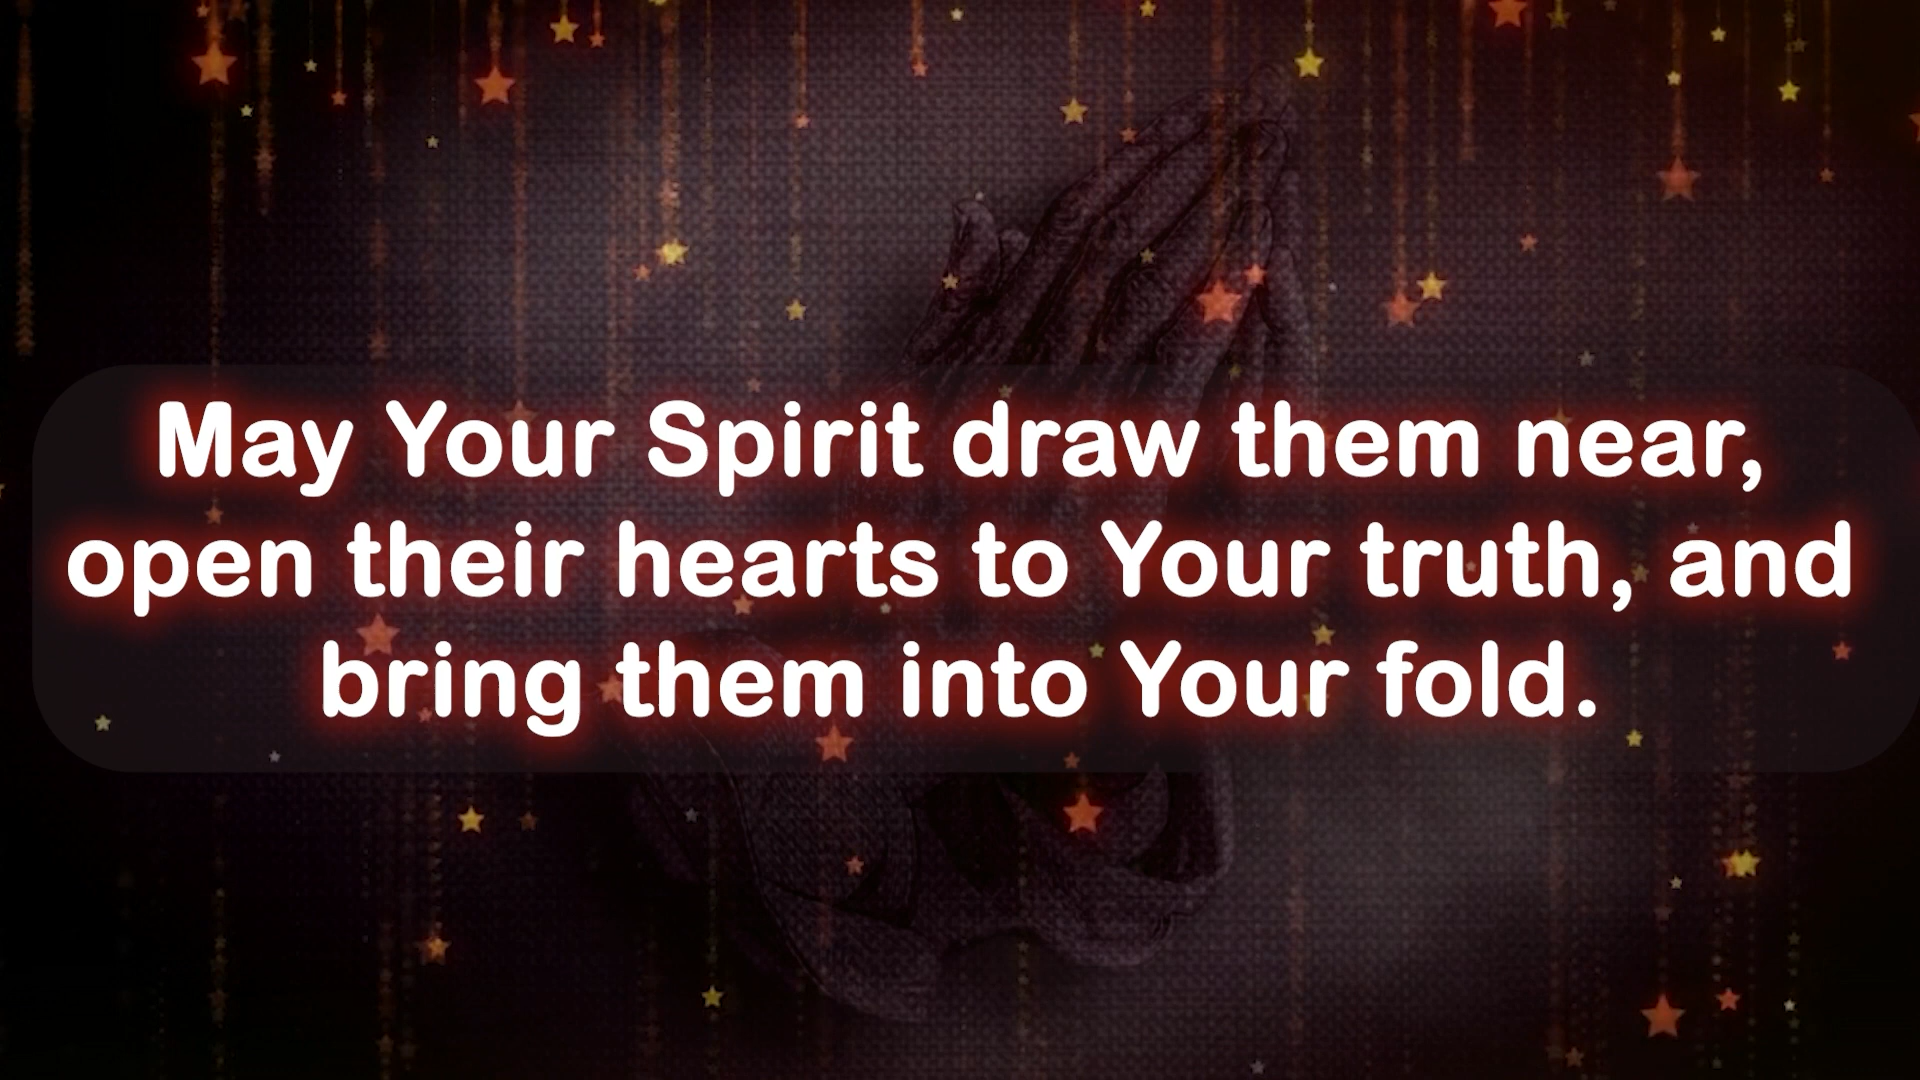 May Your Spirit draw them near,
open their hearts to Your truth, and
bring them into Your fold.